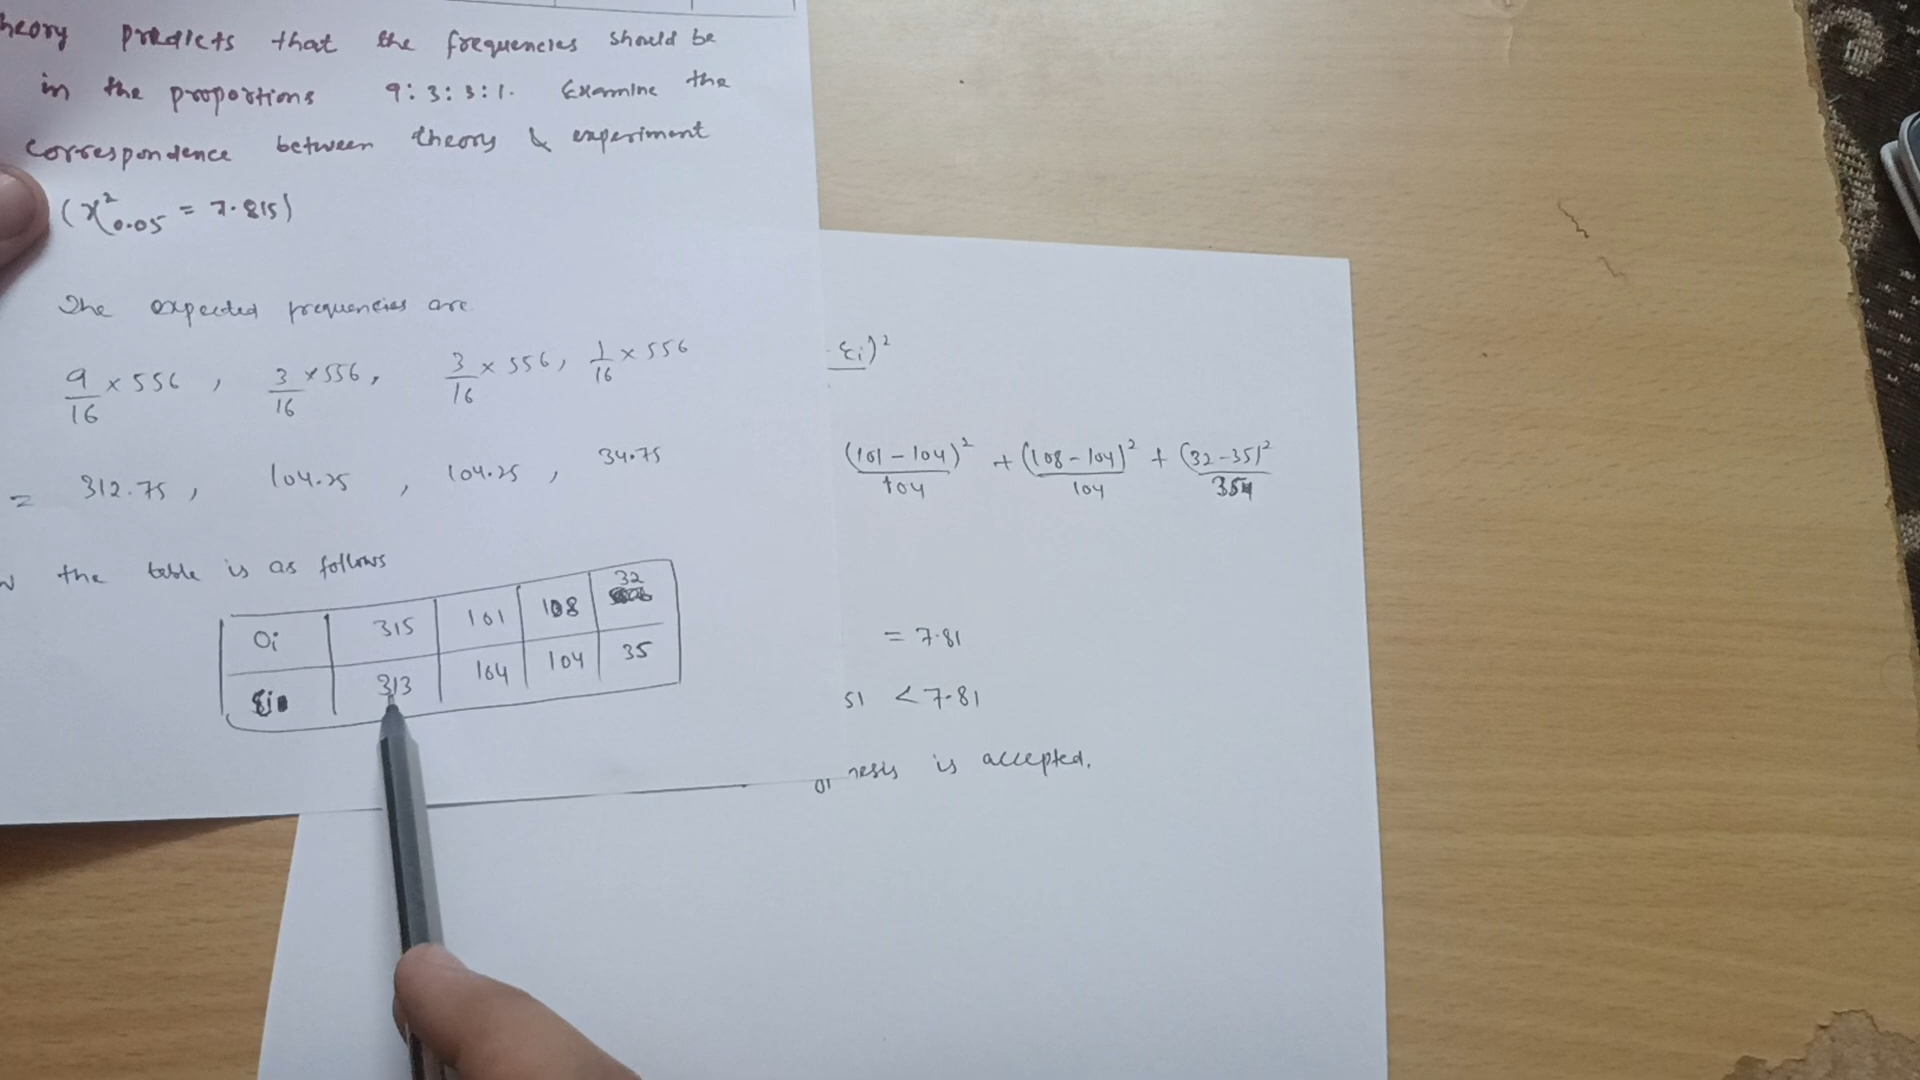 heory predicts that the frequencies should be
in the proportions 9:3:3:1. Examine the
correspondence between theory & experiment
(χ²0.05 = 7.815)
The expected frequencies are
9/16 × 556, 3/16 × 556, 3/16 × 556, 1/16 × 556
= 312.75, 104.25, 104.25, 34.75
the table is as follows
Oi 315 101 108 32
Ei 313 104 104 35
Ei)²
(101-104)²/104 + (108-104)²/104 + (32-35)²/35
= 7.81
51 < 7.81
nesis is accepted.